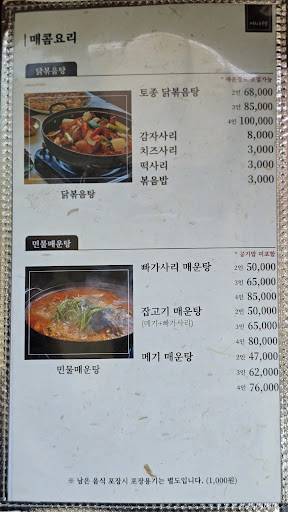 매콤요리
닭볶음탕
토종 닭볶음탕 2인 68,000
3인 85,000
4인 100,000
감자사리 8,000
치즈사리 3,000
떡사리 3,000
볶음밥 3,000
닭볶음탕
민물매운탕
* 공기밥 미포함
빠가사리 매운탕 2인 50,000
3인 65,000
4인 85,000
잡고기 매운탕 2인 50,000
(메기+빠가사리) 3인 65,000
4인 80,000
메기 매운탕 2인 47,000
3인 62,000
4인 76,000
민물매운탕
※ 남은 음식 포장시 포장용기는 별도입니다. (1,000원)